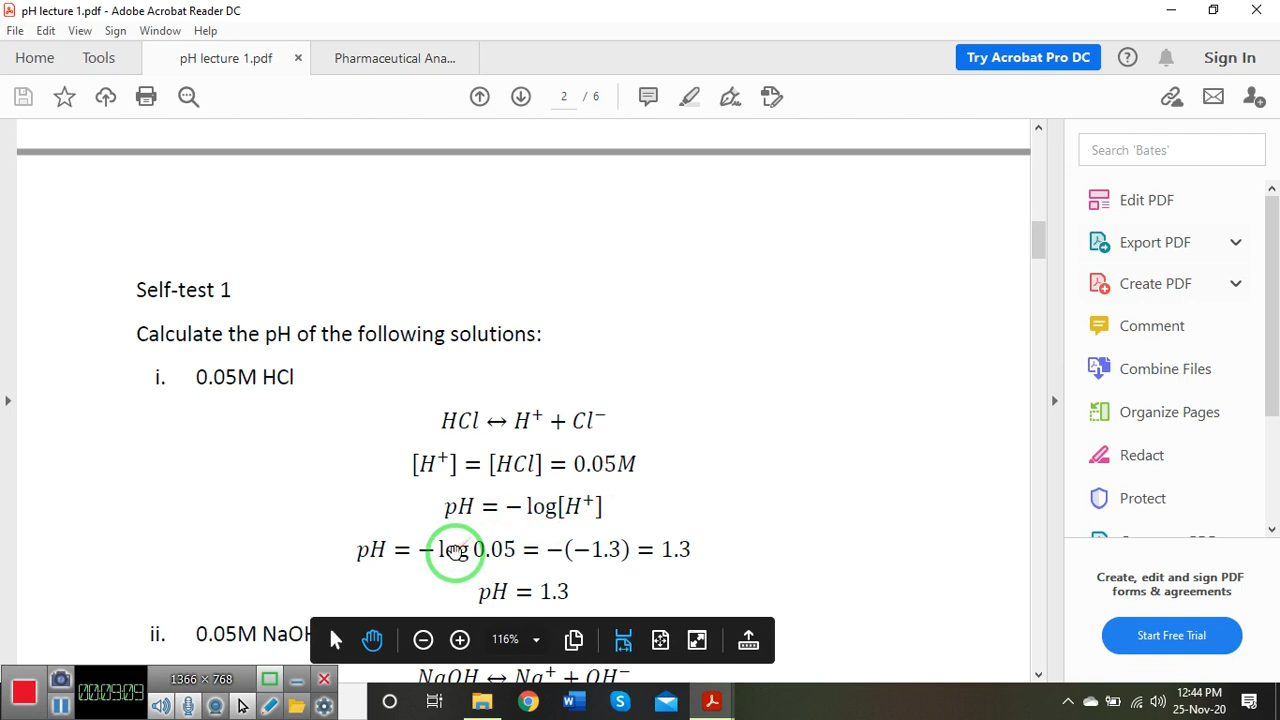 pH lecture 1.pdf - Adobe Acrobat Reader DC
File Edit View Sign Window Help
Home Tools pH lecture 1.pdf × Pharmaceutical Ana... Try Acrobat Pro DC Sign In
2 / 6
Search 'Bates'
Self-test 1
Calculate the pH of the following solutions:
i. 0.05M HCl
HCl ↔ H⁺ + Cl⁻
[H⁺] = [HCl] = 0.05M
pH = − log[H⁺]
pH = − log 0.05 = −(−1.3) = 1.3
pH = 1.3
ii. 0.05M NaOH
NaOH ↔ Na⁺ + OH⁻
116%
Edit PDF
Export PDF
Create PDF
Comment
Combine Files
Organize Pages
Redact
Protect
Create, edit and sign PDF
forms & agreements
Start Free Trial
1366 × 768
00:09:09
12:44 PM
25-Nov-20